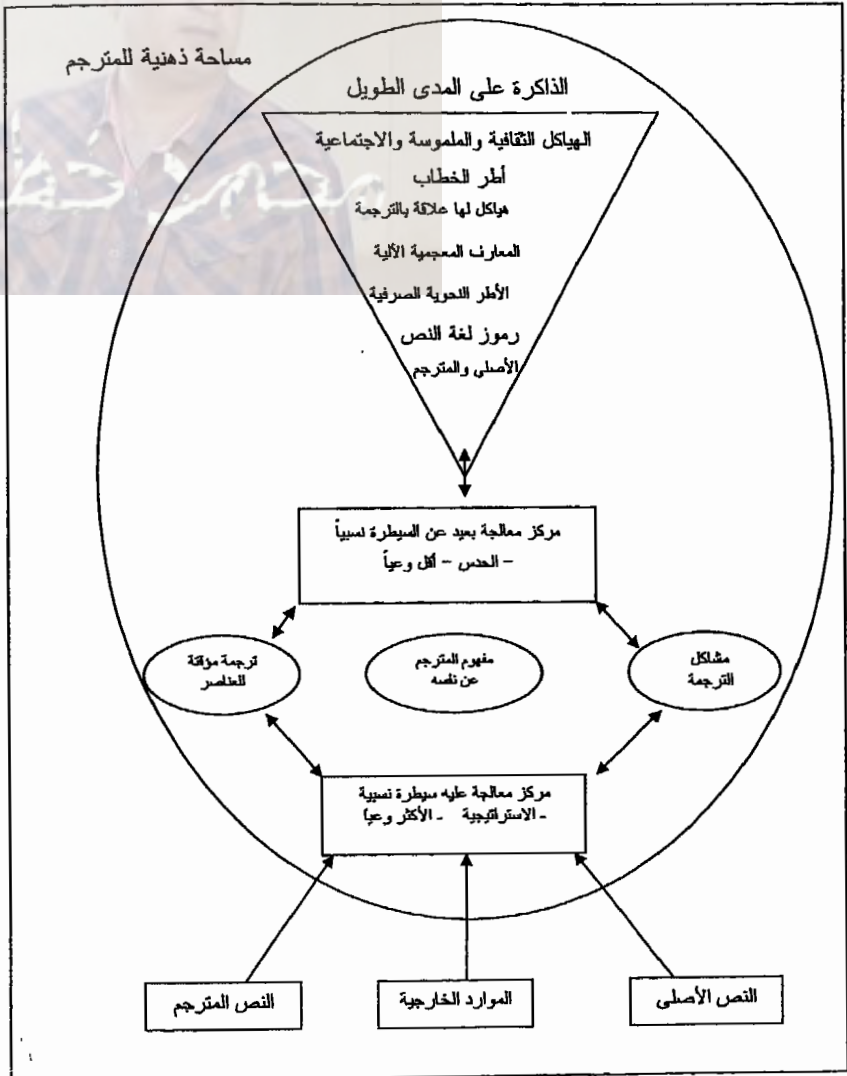 مساحة ذهنية للمترجم
الذاكرة على المدى الطويل
الهياكل الثقافية والملموسة والاجتماعية
أطر الخطاب
هياكل لها علاقة بالترجمة
المعارف المعجمية الآلية
الأطر النحوية الصرفية
رموز لغة النص
الأصلي والمترجم
مركز معالجة بعيد عن السيطرة نسبياً
- الحدس - أقل وعياً
مشاكل
الترجمة
مفهوم المترجم
عن نفسه
ترجمة مؤقتة
للعناصر
مركز معالجة عليه سيطرة نسبية
- الاستراتيجية - الأكثر وعياً
النص الأصلى
الموارد الخارجية
النص المترجم